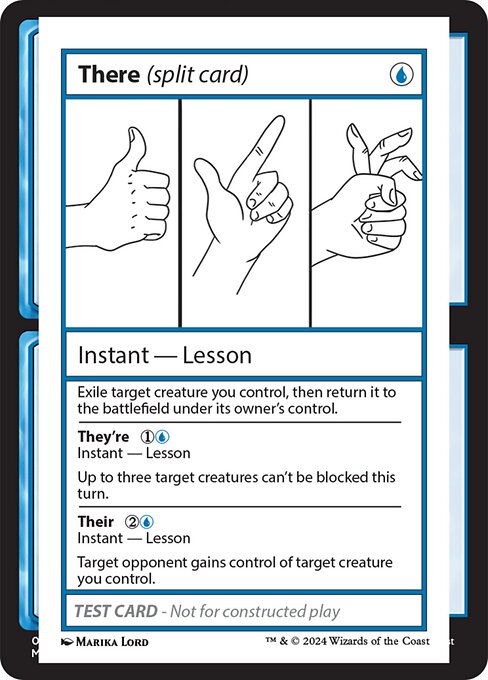 There (split card)
Instant — Lesson
Exile target creature you control, then return it to
the battlefield under its owner's control.
They're ①
Instant — Lesson
Up to three target creatures can't be blocked this
turn.
Their ②
Instant — Lesson
Target opponent gains control of target creature
you control.
TEST CARD - Not for constructed play
MARIKA LORD
™ & © 2024 Wizards of the Coast